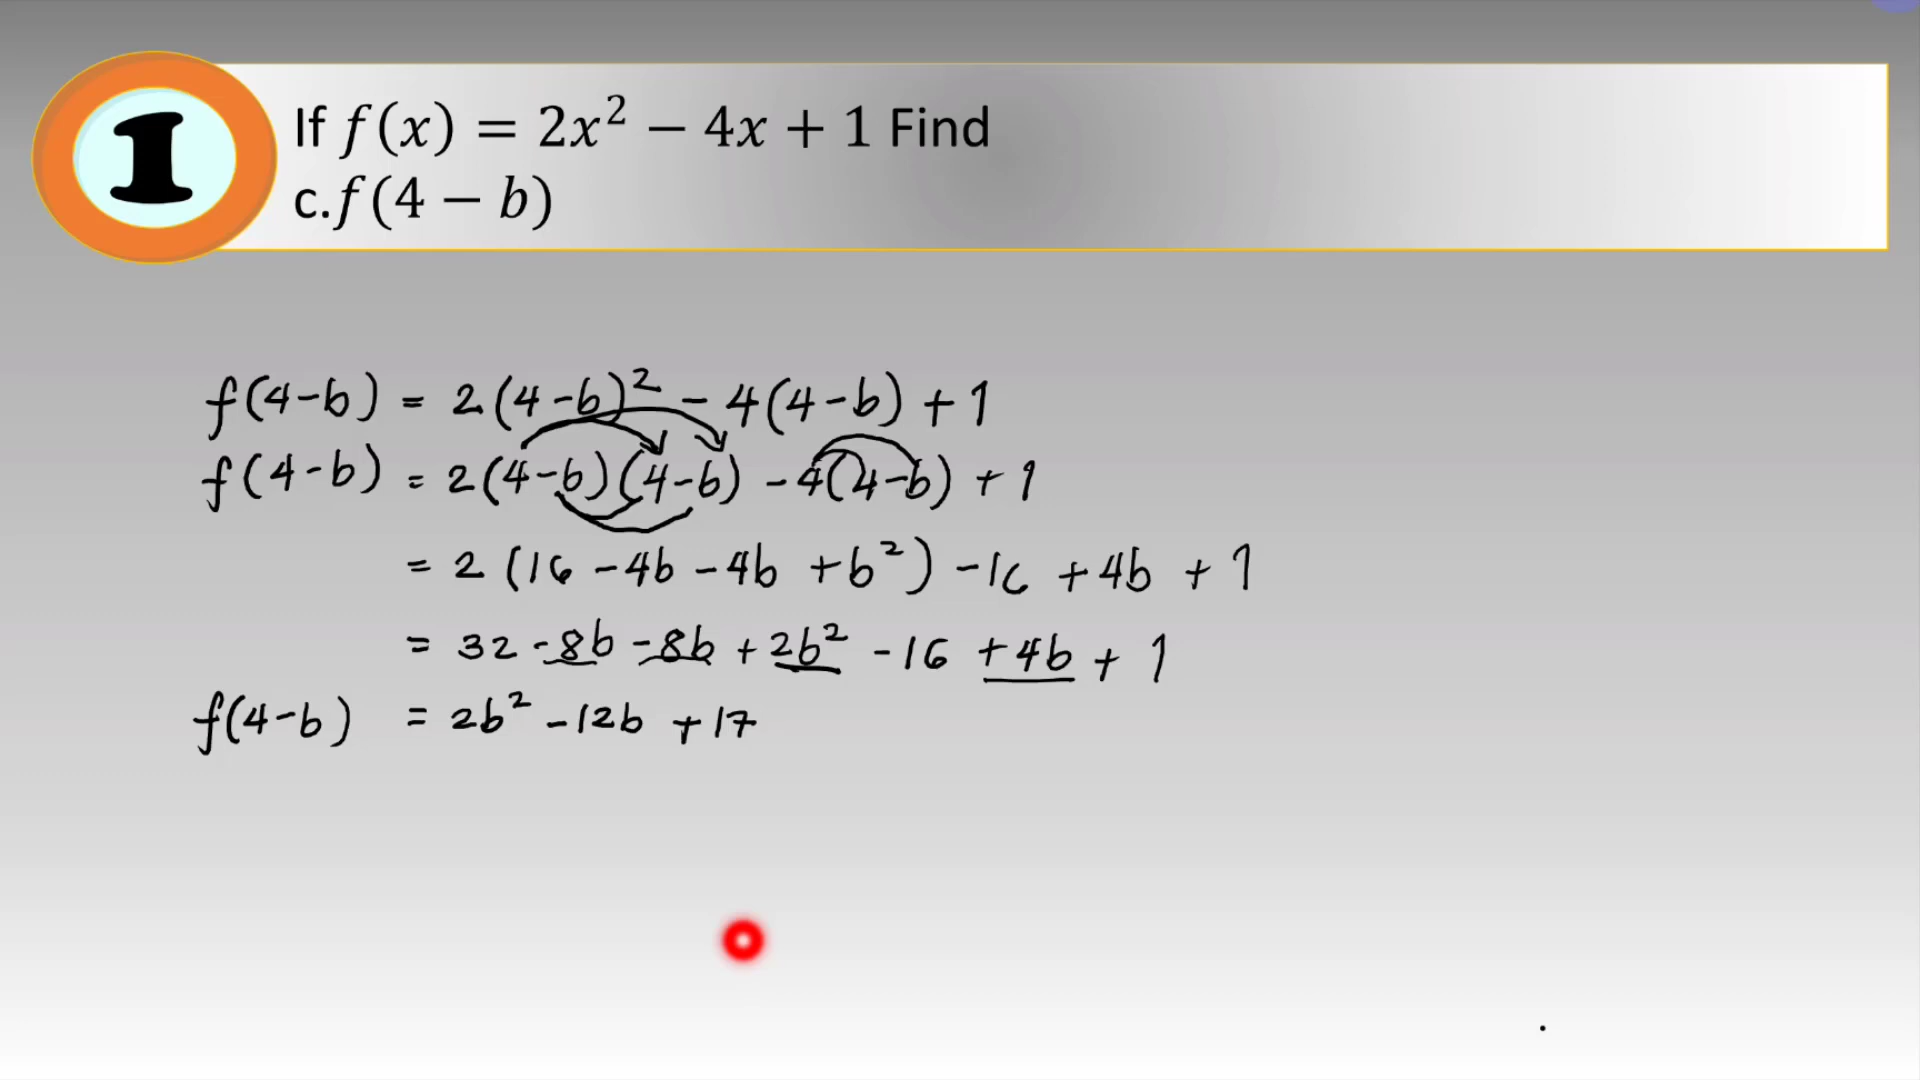 1
If f(x) = 2x² − 4x + 1 Find
c.f(4 − b)
f(4-b) = 2(4-b)² - 4(4-b) + 1
f(4-b) = 2(4-b)(4-b) - 4(4-b) + 1
= 2(16 - 4b - 4b + b²) - 16 + 4b + 1
= 32 - 8b - 8b + 2b² - 16 + 4b + 1
f(4-b) = 2b² - 12b + 17